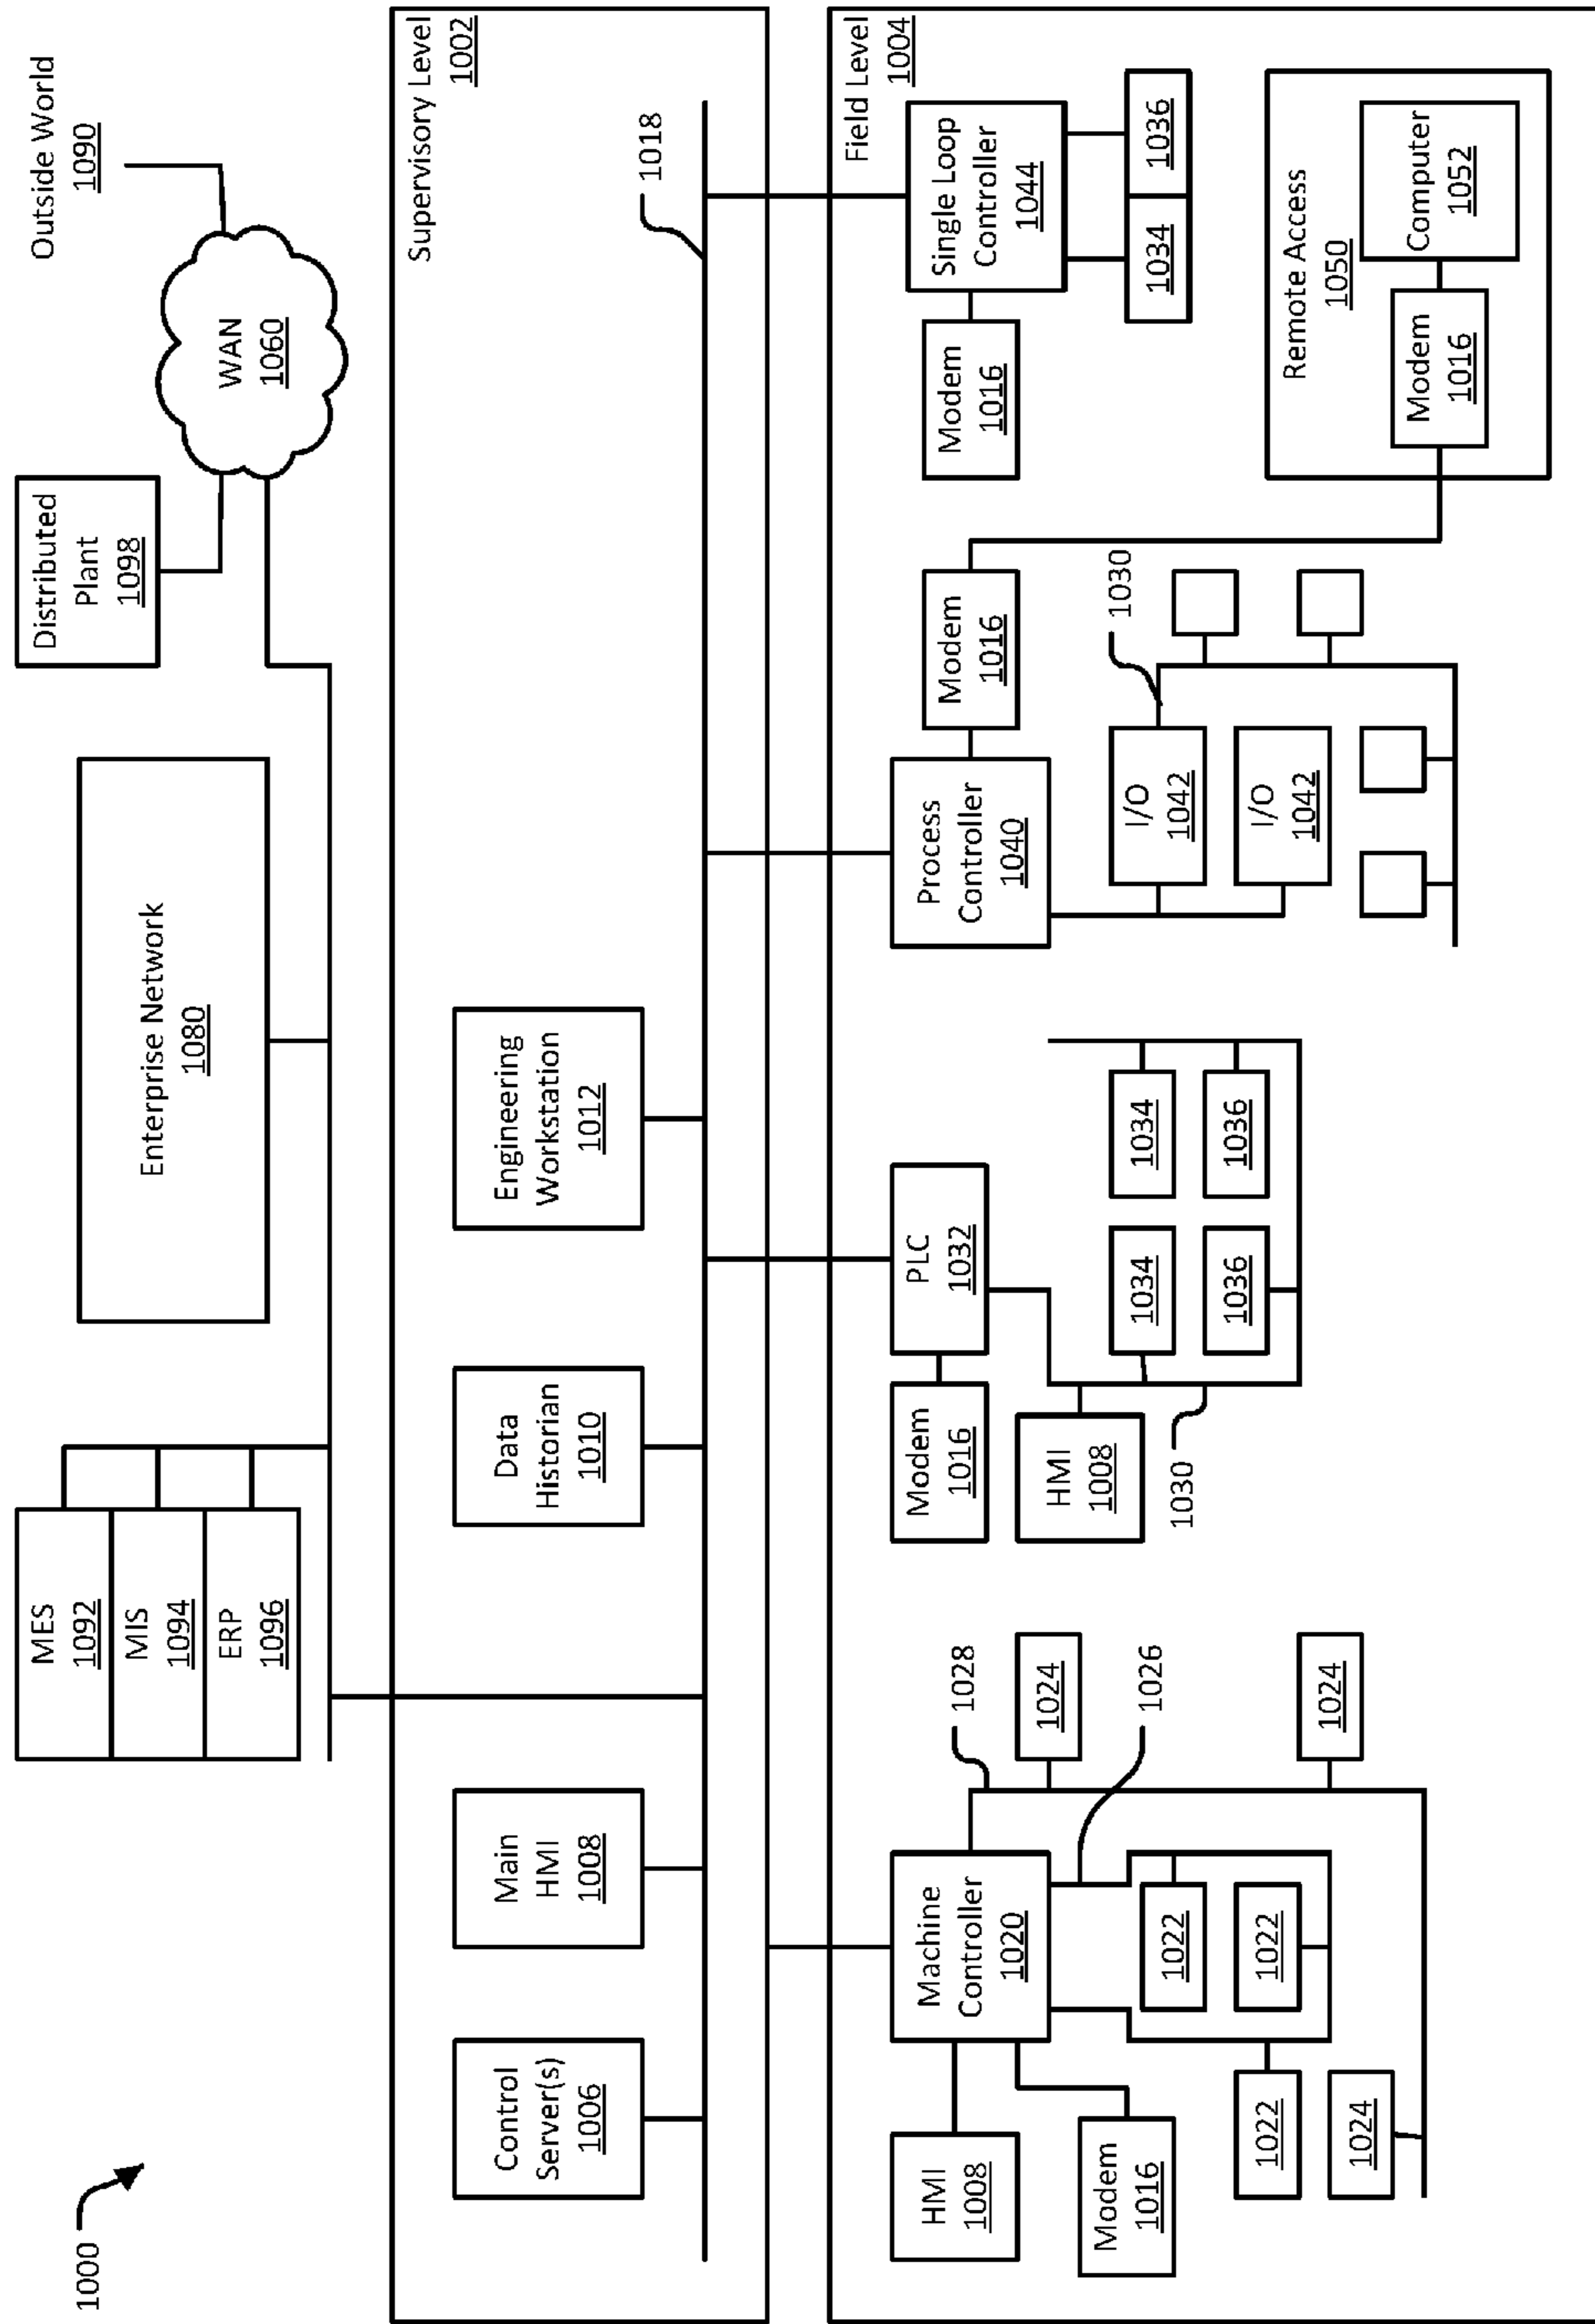 1000
MES
1092
MIS
1094
ERP
1096
Enterprise Network
1080
Distributed
Plant
1098
WAN
1060
Outside World
1090
Supervisory Level
1002
Control
Server(s)
1006
Main
HMI
1008
Data
Historian
1010
Engineering
Workstation
1012
1018
Field Level
1004
HMI
1008
Modem
1016
Machine
Controller
1020
1028
1024
1026
1022
1022
1022
1024
1024
Modem
1016
PLC
1032
HMI
1008
1030
1034
1034
1036
1036
Process
Controller
1040
Modem
1016
1030
I/O
1042
I/O
1042
Modem
1016
Single Loop
Controller
1044
1034
1036
Remote Access
1050
Modem
1016
Computer
1052